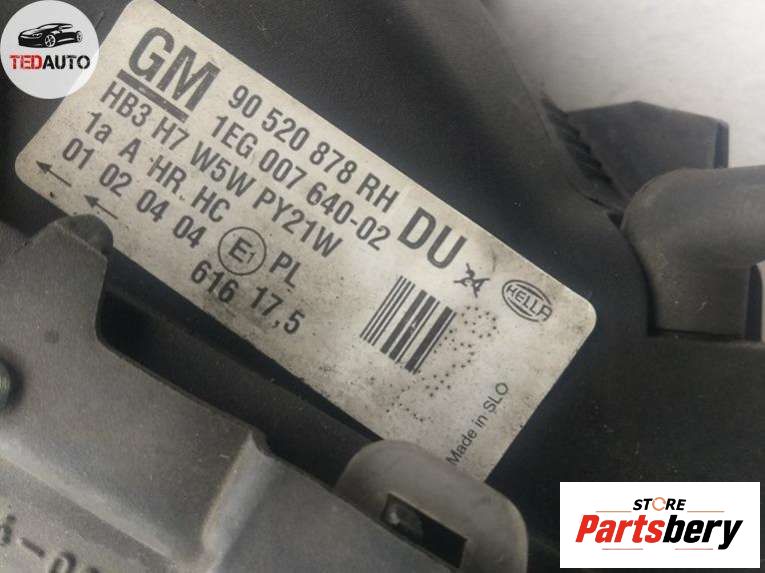 TEDAUTO
GM
90 520 878 RH
1EG 007 640-02
DU 24
HB3 H7 W5W PY21W
1a A HR HC
01 02 04 04
E1 PL
616 17,5
HELLA
Made in SLO
STORE
Partsbery